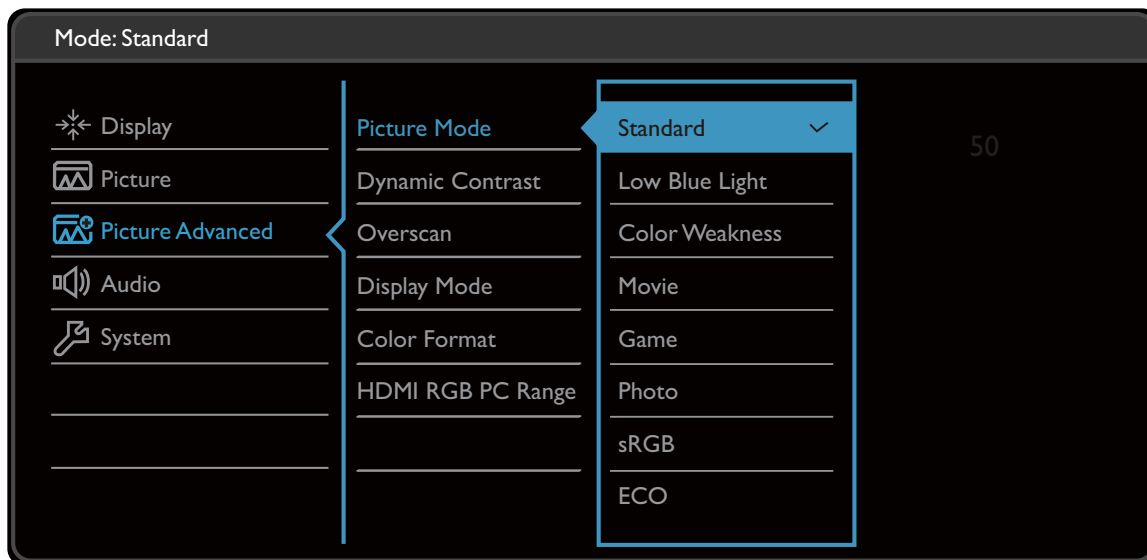 Mode: Standard
Display
Picture
Picture Advanced
Audio
System
Picture Mode
Dynamic Contrast
Overscan
Display Mode
Color Format
HDMI RGB PC Range
Standard
Low Blue Light
Color Weakness
Movie
Game
Photo
sRGB
ECO
50